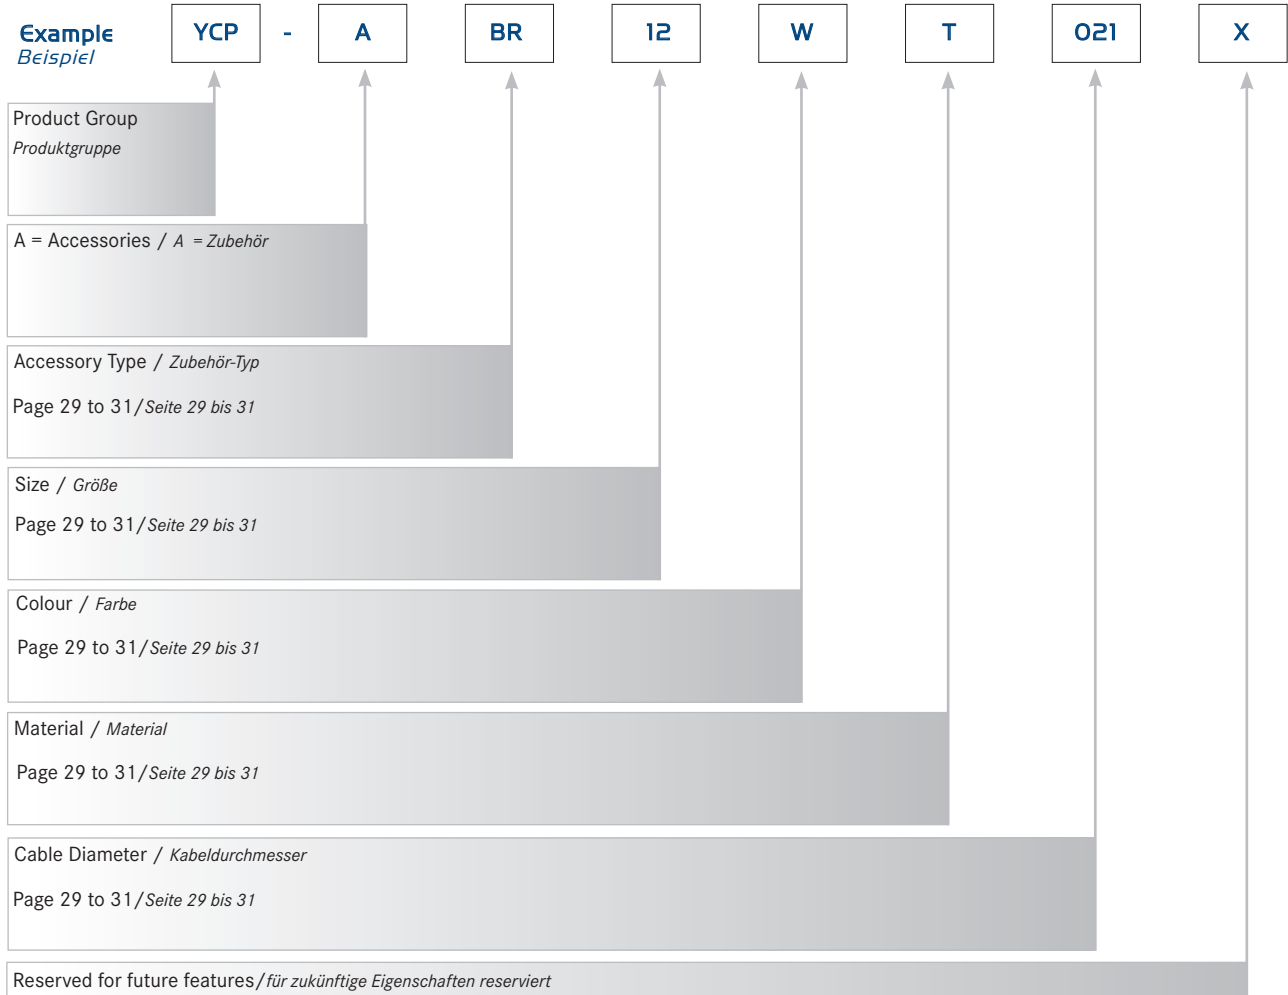 Example YCP - A BR 12 W T 021 X
Beispiel
Product Group
Produktgruppe
A = Accessories / A = Zubehör
Accessory Type / Zubehör-Typ
Page 29 to 31/Seite 29 bis 31
Size / Größe
Page 29 to 31/Seite 29 bis 31
Colour / Farbe
Page 29 to 31/Seite 29 bis 31
Material / Material
Page 29 to 31/Seite 29 bis 31
Cable Diameter / Kabeldurchmesser
Page 29 to 31/Seite 29 bis 31
Reserved for future features/für zukünftige Eigenschaften reserviert